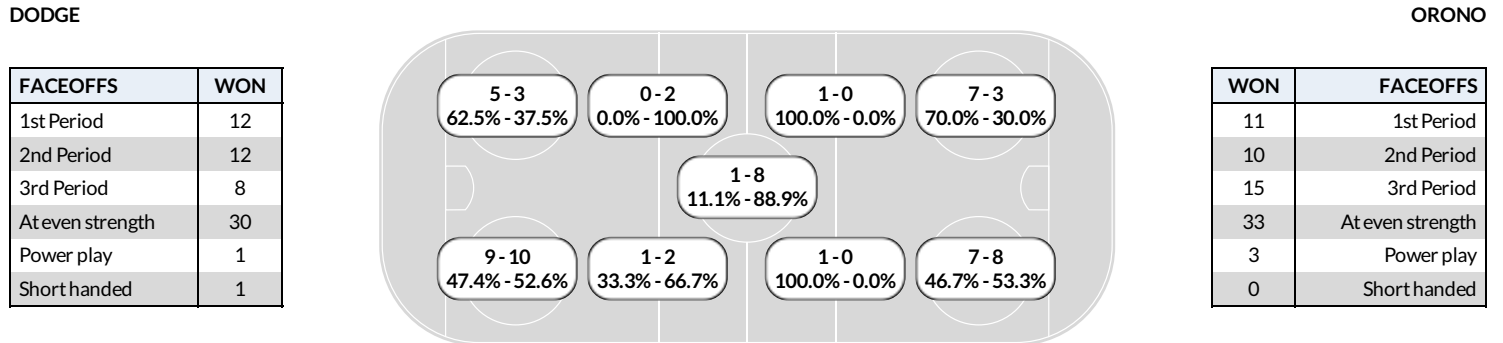 DODGE
ORONO
FACEOFFS WON
1st Period 12
2nd Period 12
3rd Period 8
At even strength 30
Power play 1
Short handed 1
5 - 3
62.5% - 37.5%
0 - 2
0.0% - 100.0%
1 - 0
100.0% - 0.0%
7 - 3
70.0% - 30.0%
1 - 8
11.1% - 88.9%
9 - 10
47.4% - 52.6%
1 - 2
33.3% - 66.7%
1 - 0
100.0% - 0.0%
7 - 8
46.7% - 53.3%
WON FACEOFFS
11 1st Period
10 2nd Period
15 3rd Period
33 At even strength
3 Power play
0 Short handed